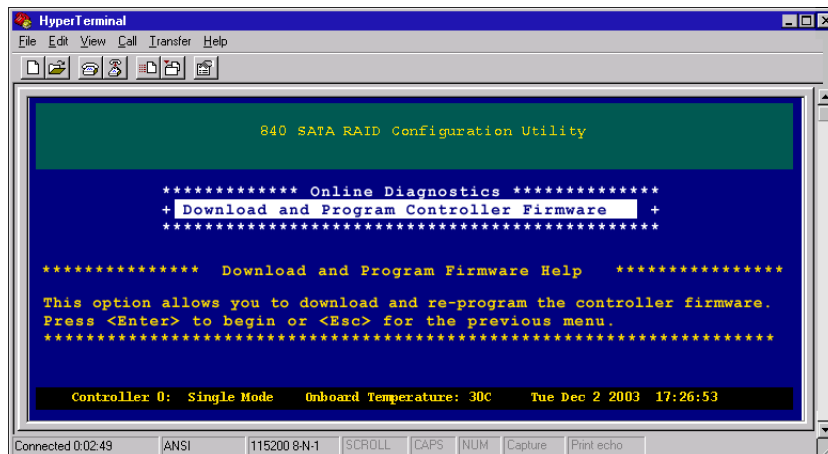 HyperTerminal
File Edit View Call Transfer Help
840 SATA RAID Configuration Utility
************* Online Diagnostics **************
+ Download and Program Controller Firmware +
************************************************
*************** Download and Program Firmware Help ****************
This option allows you to download and re-program the controller firmware.
Press <Enter> to begin or <Esc> for the previous menu.
*****************************************************************
Controller 0: Single Mode Onboard Temperature: 30C Tue Dec 2 2003 17:26:53
Connected 0:02:49 ANSI 115200 8-N-1 SCROLL CAPS NUM Capture Print echo